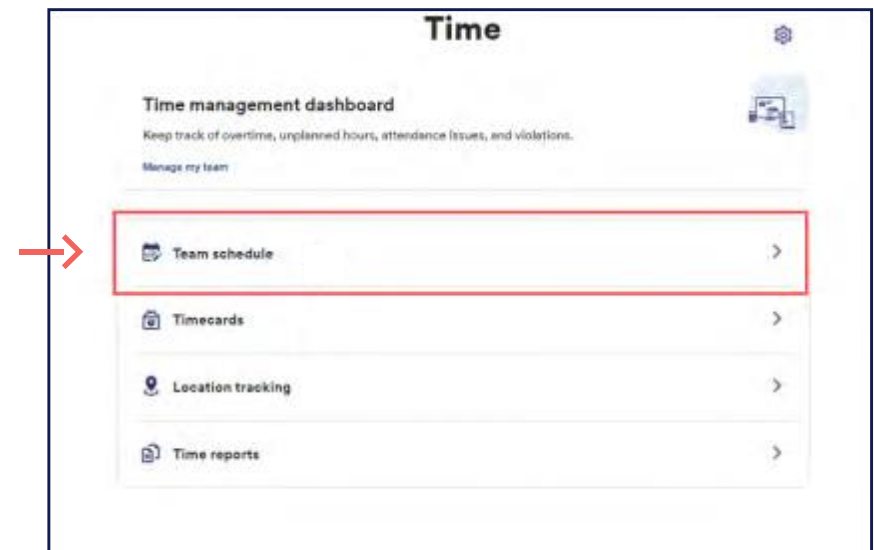 Time
Time management dashboard
Keep track of overtime, unplanned hours, attendance issues, and violations.
Manage my team
Team schedule
Timecards
Location tracking
Time reports